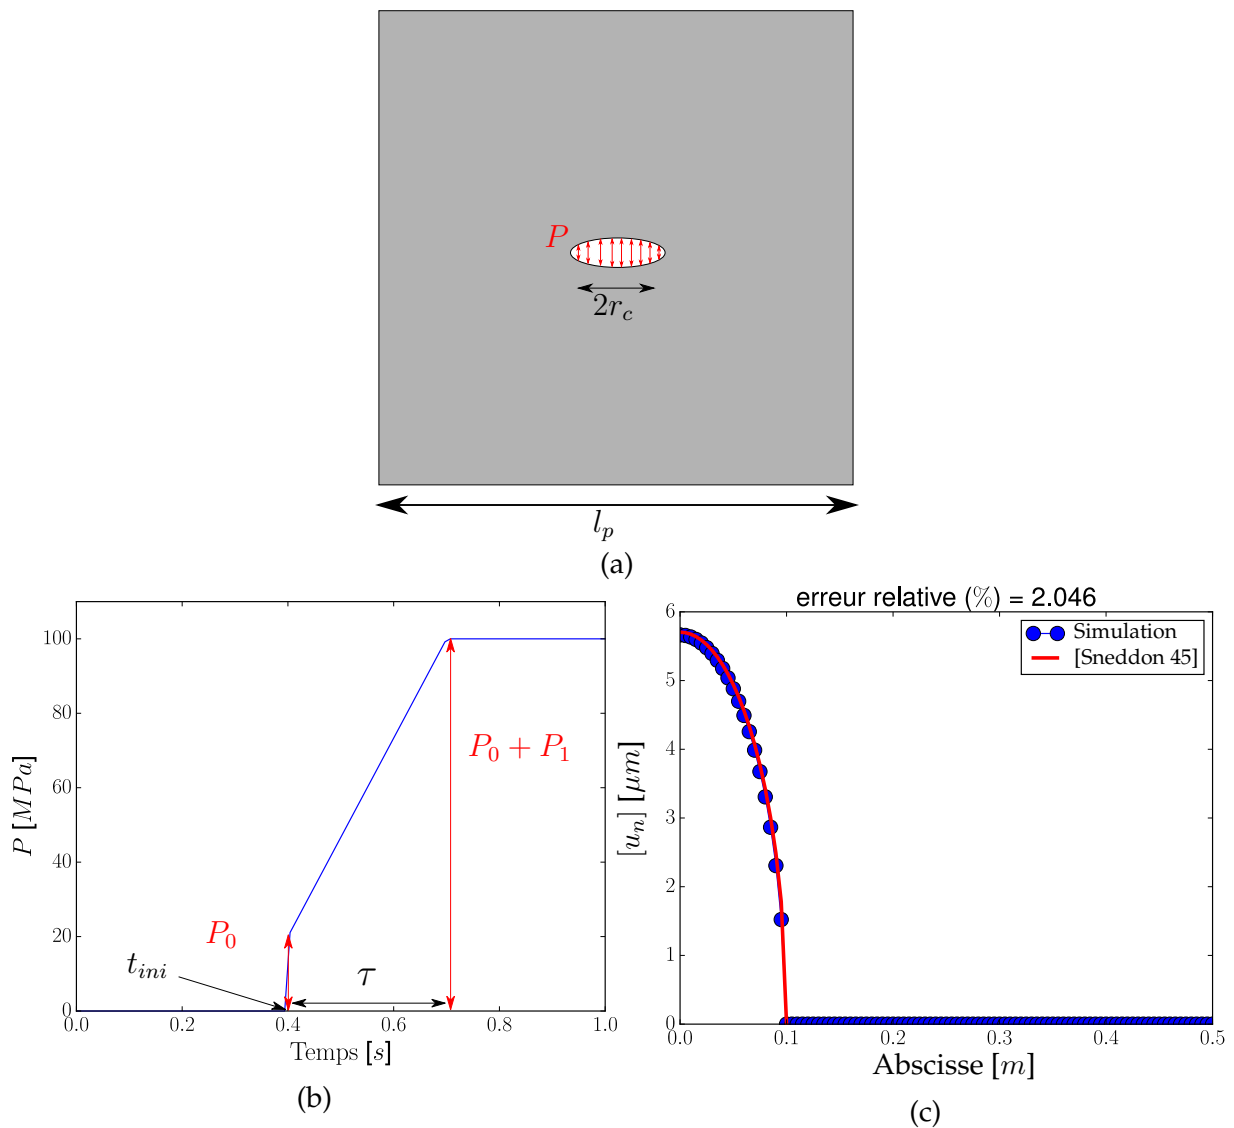 P
2r_c
l_p
(a)
100
80
60
40
20
0
P [MPa]
P_0 + P_1
P_0
t_{ini}
τ
0.0 0.2 0.4 0.6 0.8 1.0
Temps [s]
(b)
erreur relative (%) = 2.046
Simulation
[Sneddon 45]
6
5
4
3
2
1
0
[u_n] [μm]
0.0 0.1 0.2 0.3 0.4 0.5
Abscisse [m]
(c)